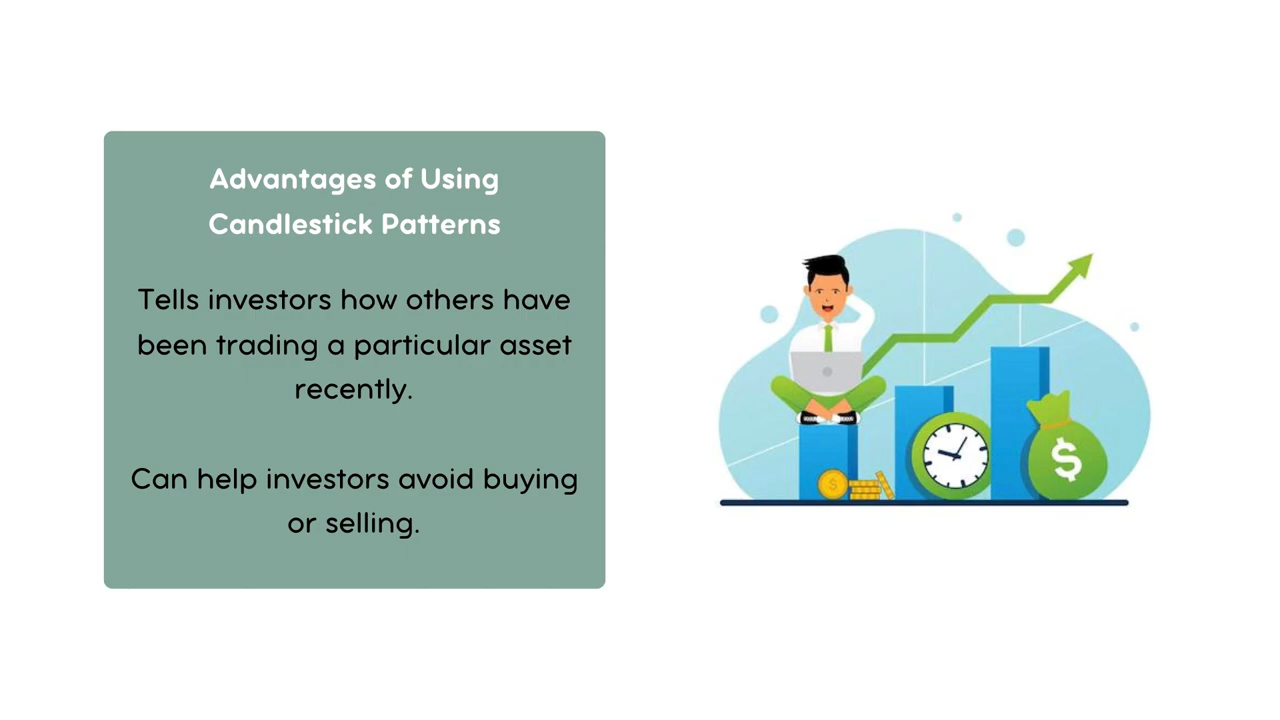 Advantages of Using
Candlestick Patterns
Tells investors how others have
been trading a particular asset
recently.
Can help investors avoid buying
or selling.
$
$